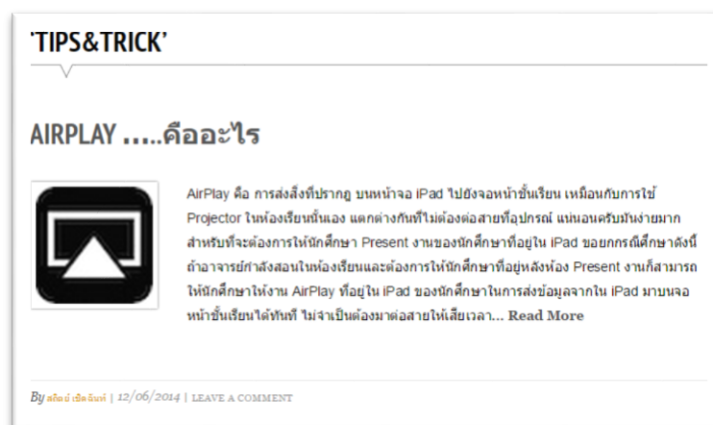 'TIPS&TRICK'
AIRPLAY .....คืออะไร
AirPlay คือ การส่งสิ่งที่ปรากฎ บนหน้าจอ iPad ไปยังจอหน้าชั้นเรียน เหมือนกับการใช้
Projector ในห้องเรียนนั้นเอง แตกต่างกันที่ไม่ต้องต่อสายที่อุปกรณ์ แน่นอนครับมันง่ายมาก
สำหรับที่จะต้องการให้นักศึกษา Present งานของนักศึกษาที่อยู่ใน iPad ขอยกกรณีศึกษาดังนี้
ถ้าอาจารย์กำลังสอนในห้องเรียนและต้องการให้นักศึกษาที่อยู่หลังห้อง Present งานก็สามารถ
ให้นักศึกษาให้งาน AirPlay ที่อยู่ใน iPad ของนักศึกษาในการส่งข้อมูลจากใน iPad มาบนจอ
หน้าชั้นเรียนได้ทันที ไม่จำเป็นต้องมาต่อสายให้เสียเวลา... Read More
By | 12/06/2014 | LEAVE A COMMENT